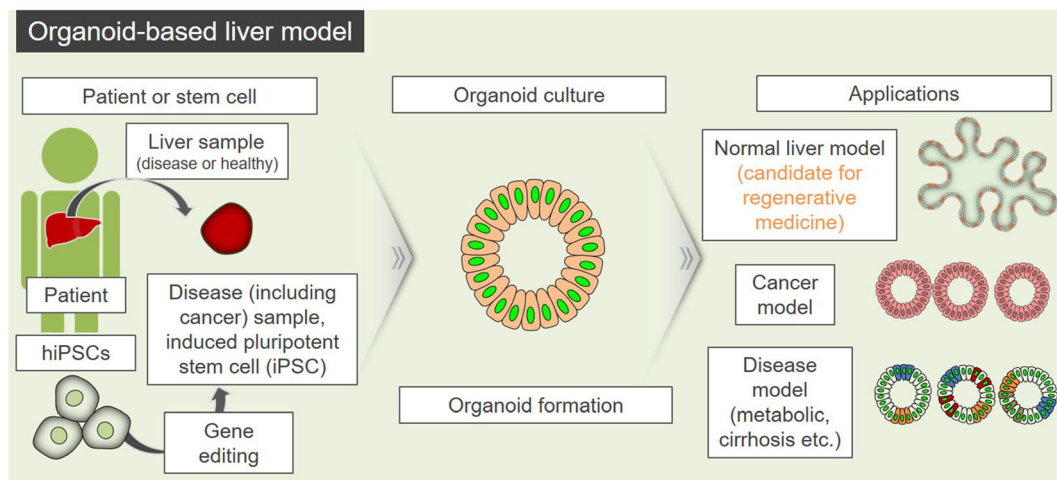 Organoid-based liver model
Patient or stem cell
Liver sample
(disease or healthy)
Patient
hiPSCs
Disease (including
cancer) sample,
induced pluripotent
stem cell (iPSC)
Gene
editing
Organoid culture
Organoid formation
Applications
Normal liver model
(candidate for
regenerative
medicine)
Cancer
model
Disease
model
(metabolic,
cirrhosis etc.)